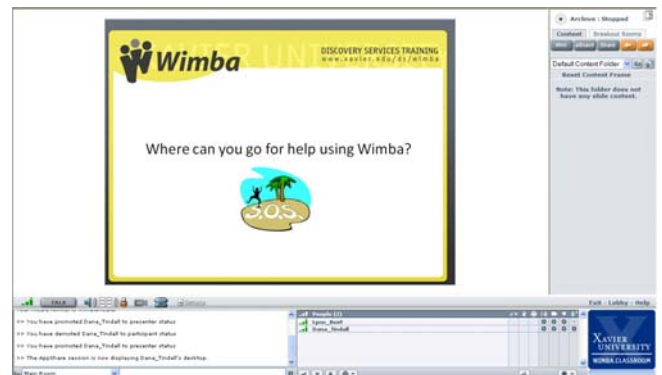 Wimba
DISCOVERY SERVICES TRAINING
www.xavier.edu/ds/wimba
Where can you go for help using Wimba?
S.O.S.
Archive : Stopped
Content
Breakout Rooms
Default Content Folder
Go
Reset Content Frame
Note: This folder does not
have any slide content.
TALK
Exit - Lobby - Help
>> You have promoted Dana_Tindall to presenter status
>> You have demoted Dana_Tindall to participant status
>> You have promoted Dana_Tindall to presenter status
>> The AppShare session is now displaying Dana_Tindall's desktop.
Main Room
People (2)
Dana_Tindall
XAVIER
UNIVERSITY
WIMBA CLASSROOM